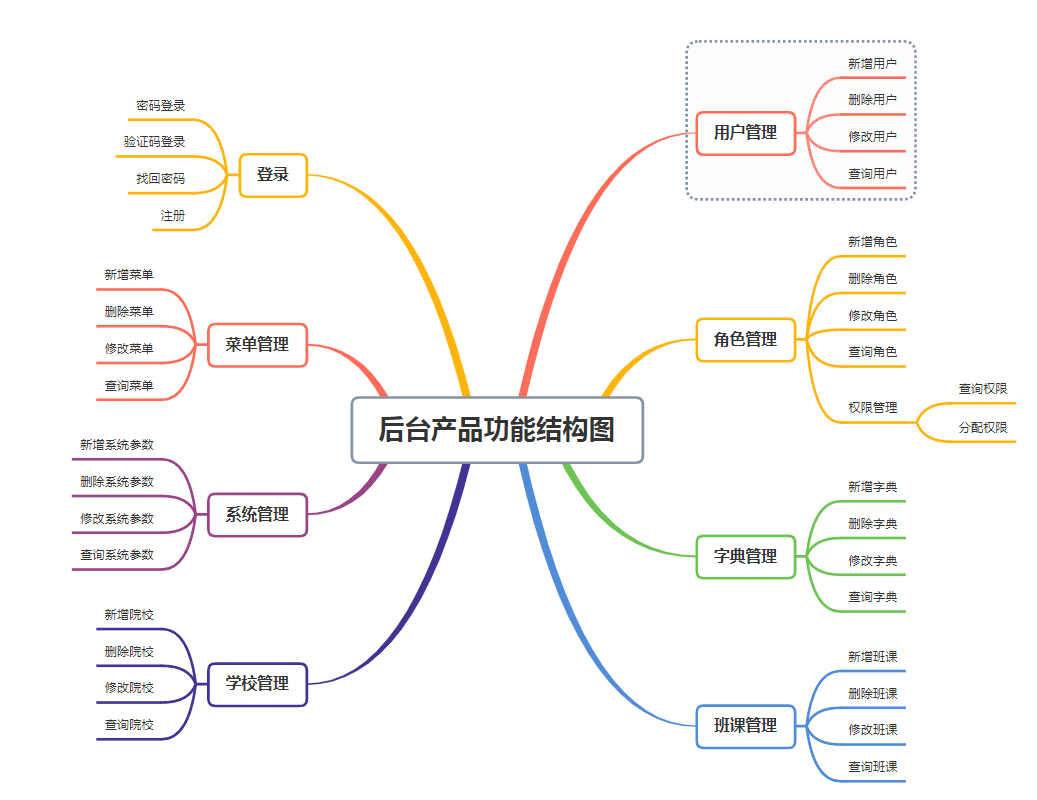 后台产品功能结构图
用户管理
新增用户
删除用户
修改用户
查询用户
角色管理
新增角色
删除角色
修改角色
查询角色
权限管理
查询权限
分配权限
字典管理
新增字典
删除字典
修改字典
查询字典
班课管理
新增班课
删除班课
修改班课
查询班课
登录
密码登录
验证码登录
找回密码
注册
菜单管理
新增菜单
删除菜单
修改菜单
查询菜单
系统管理
新增系统参数
删除系统参数
修改系统参数
查询系统参数
学校管理
新增院校
删除院校
修改院校
查询院校